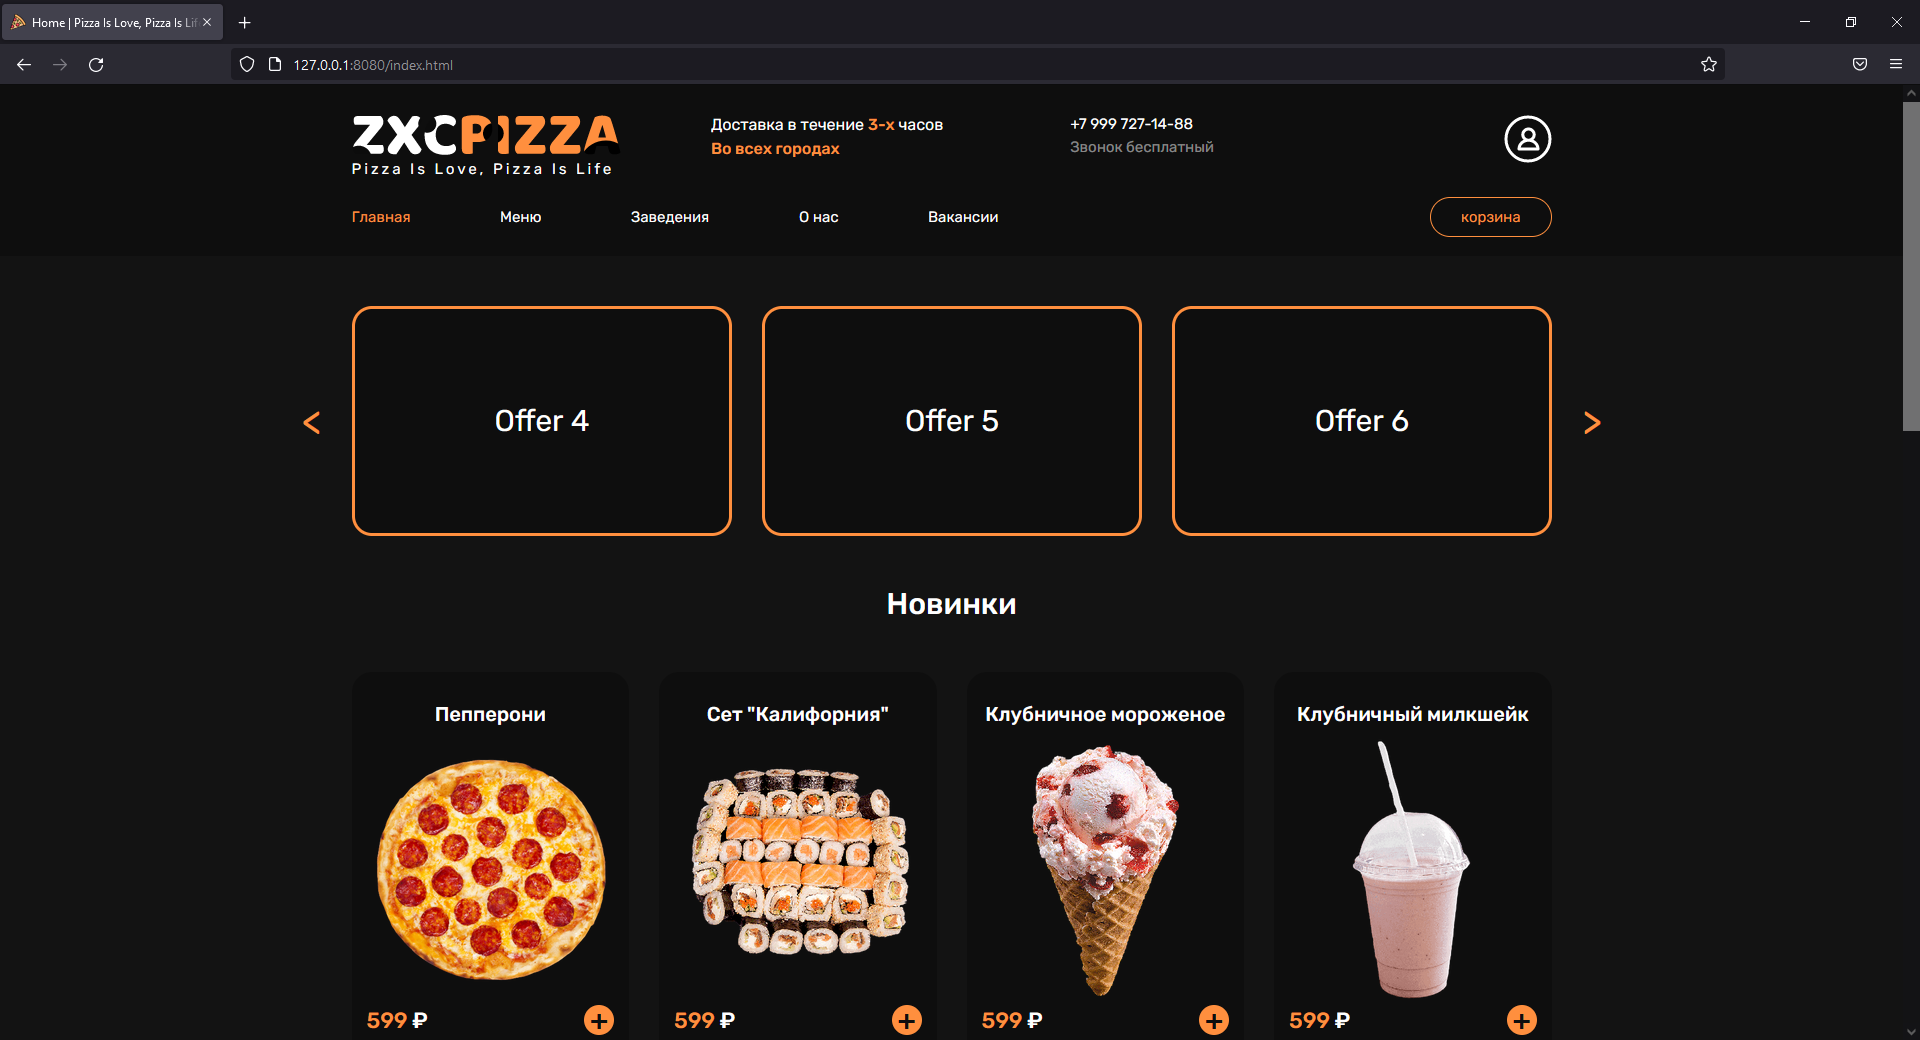 Home | Pizza Is Love, Pizza Is Lif
127.0.0.1:8080/index.html
ZXCPIZZA
Pizza Is Love, Pizza Is Life
Доставка в течение 3-х часов
Во всех городах
+7 999 727-14-88
Звонок бесплатный
Главная
Меню
Заведения
О нас
Вакансии
корзина
<
Offer 4
Offer 5
Offer 6
>
Новинки
Пепперони
Сет "Калифорния"
Клубничное мороженое
Клубничный милкшейк
599 ₽
+
599 ₽
+
599 ₽
+
599 ₽
+